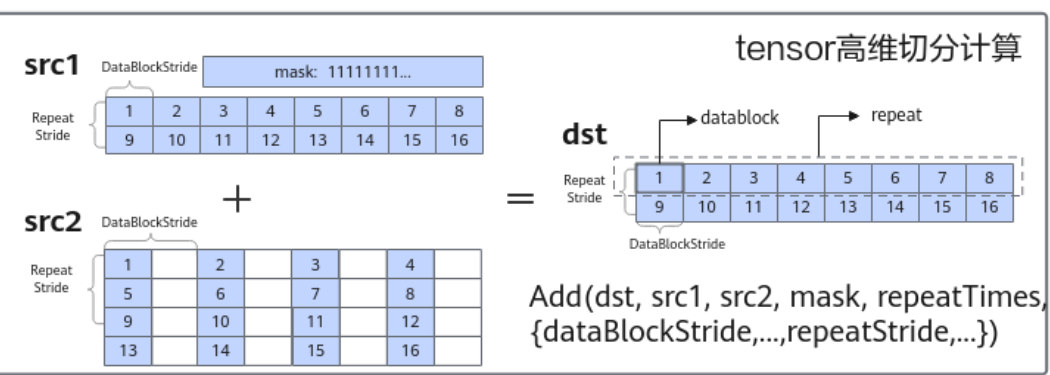 tensor高维切分计算
src1
DataBlockStride
mask: 11111111...
Repeat
Stride
1 2 3 4 5 6 7 8
9 10 11 12 13 14 15 16
+
src2
DataBlockStride
Repeat
Stride
1 2 3 4
5 6 7 8
9 10 11 12
13 14 15 16
=
dst
datablock
repeat
Repeat
Stride
1 2 3 4 5 6 7 8
9 10 11 12 13 14 15 16
DataBlockStride
Add(dst, src1, src2, mask, repeatTimes,
{dataBlockStride,...,repeatStride,...})